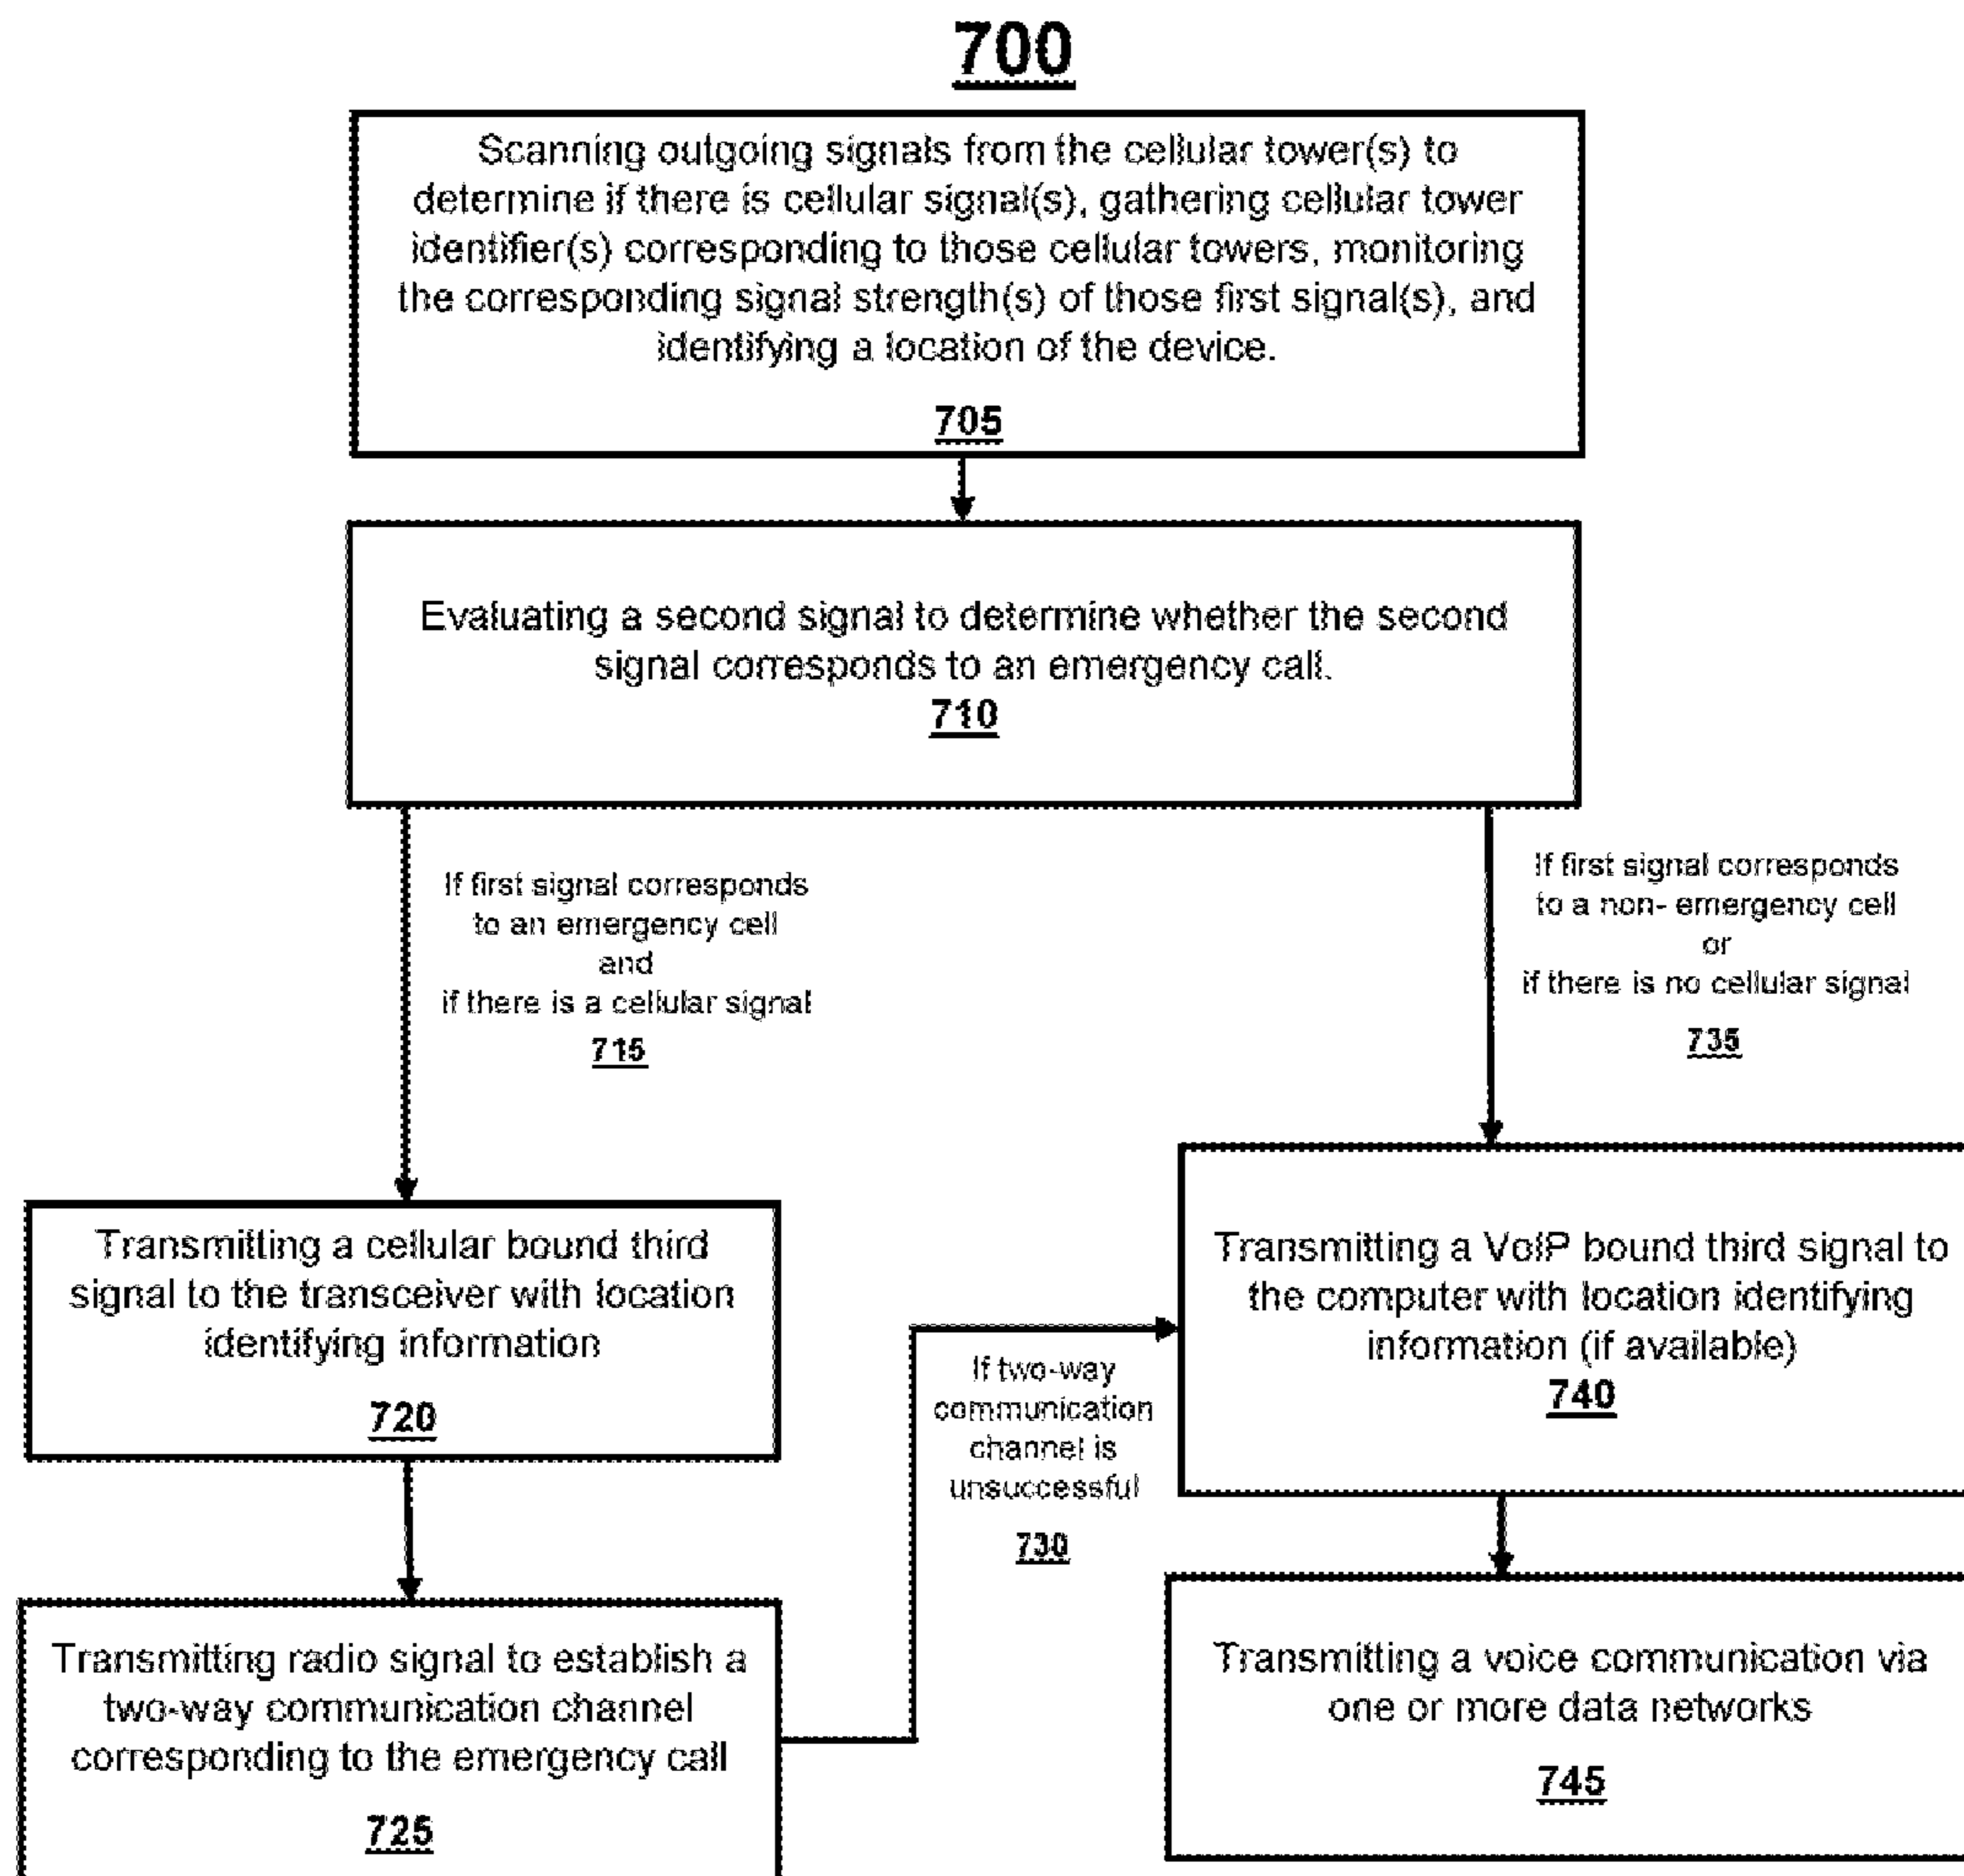 700
Scanning outgoing signals from the cellular tower(s) to
determine if there is cellular signal(s), gathering cellular tower
identifier(s) corresponding to those cellular towers, monitoring
the corresponding signal strength(s) of those first signal(s), and
identifying a location of the device.
705
Evaluating a second signal to determine whether the second
signal corresponds to an emergency call.
710
If first signal corresponds
to an emergency cell
and
if there is a cellular signal
715
If first signal corresponds
to a non- emergency cell
or
if there is no cellular signal
735
Transmitting a cellular bound third
signal to the transceiver with location
identifying information
720
Transmitting radio signal to establish a
two-way communication channel
corresponding to the emergency call
725
If two-way
communication
channel is
unsuccessful
730
Transmitting a VoIP bound third signal to
the computer with location identifying
information (if available)
740
Transmitting a voice communication via
one or more data networks
745